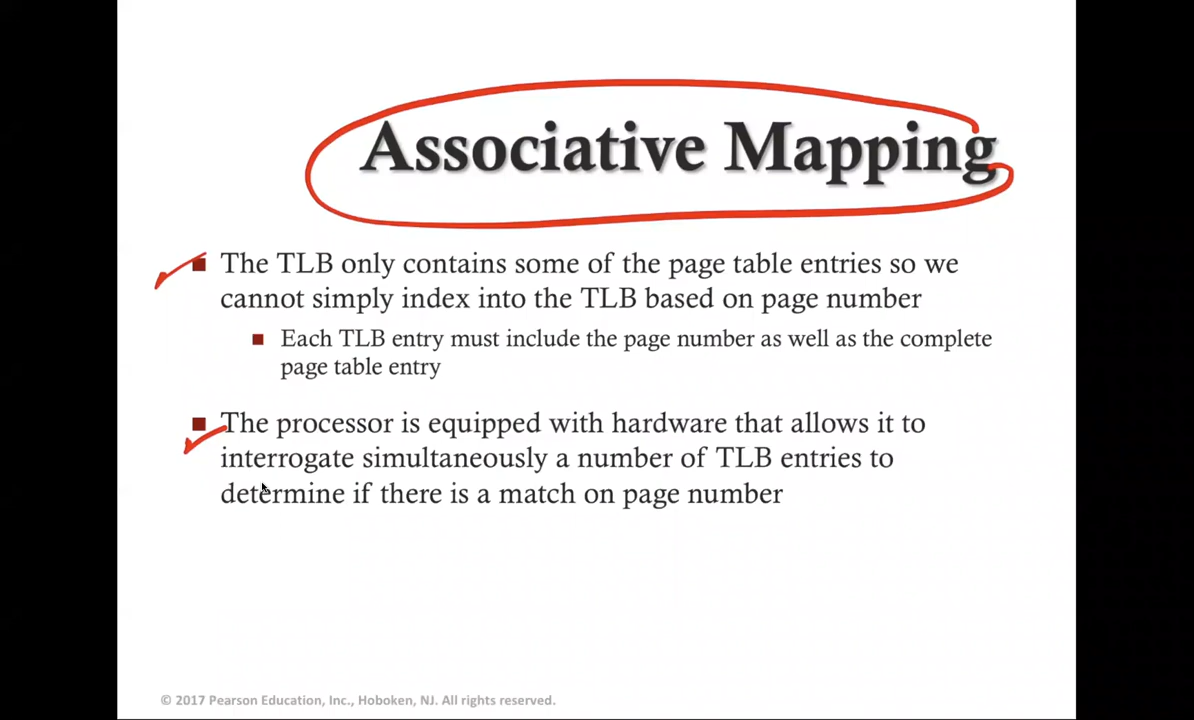 Associative Mapping
The TLB only contains some of the page table entries so we
cannot simply index into the TLB based on page number
Each TLB entry must include the page number as well as the complete
page table entry
The processor is equipped with hardware that allows it to
interrogate simultaneously a number of TLB entries to
determine if there is a match on page number
© 2017 Pearson Education, Inc., Hoboken, NJ. All rights reserved.